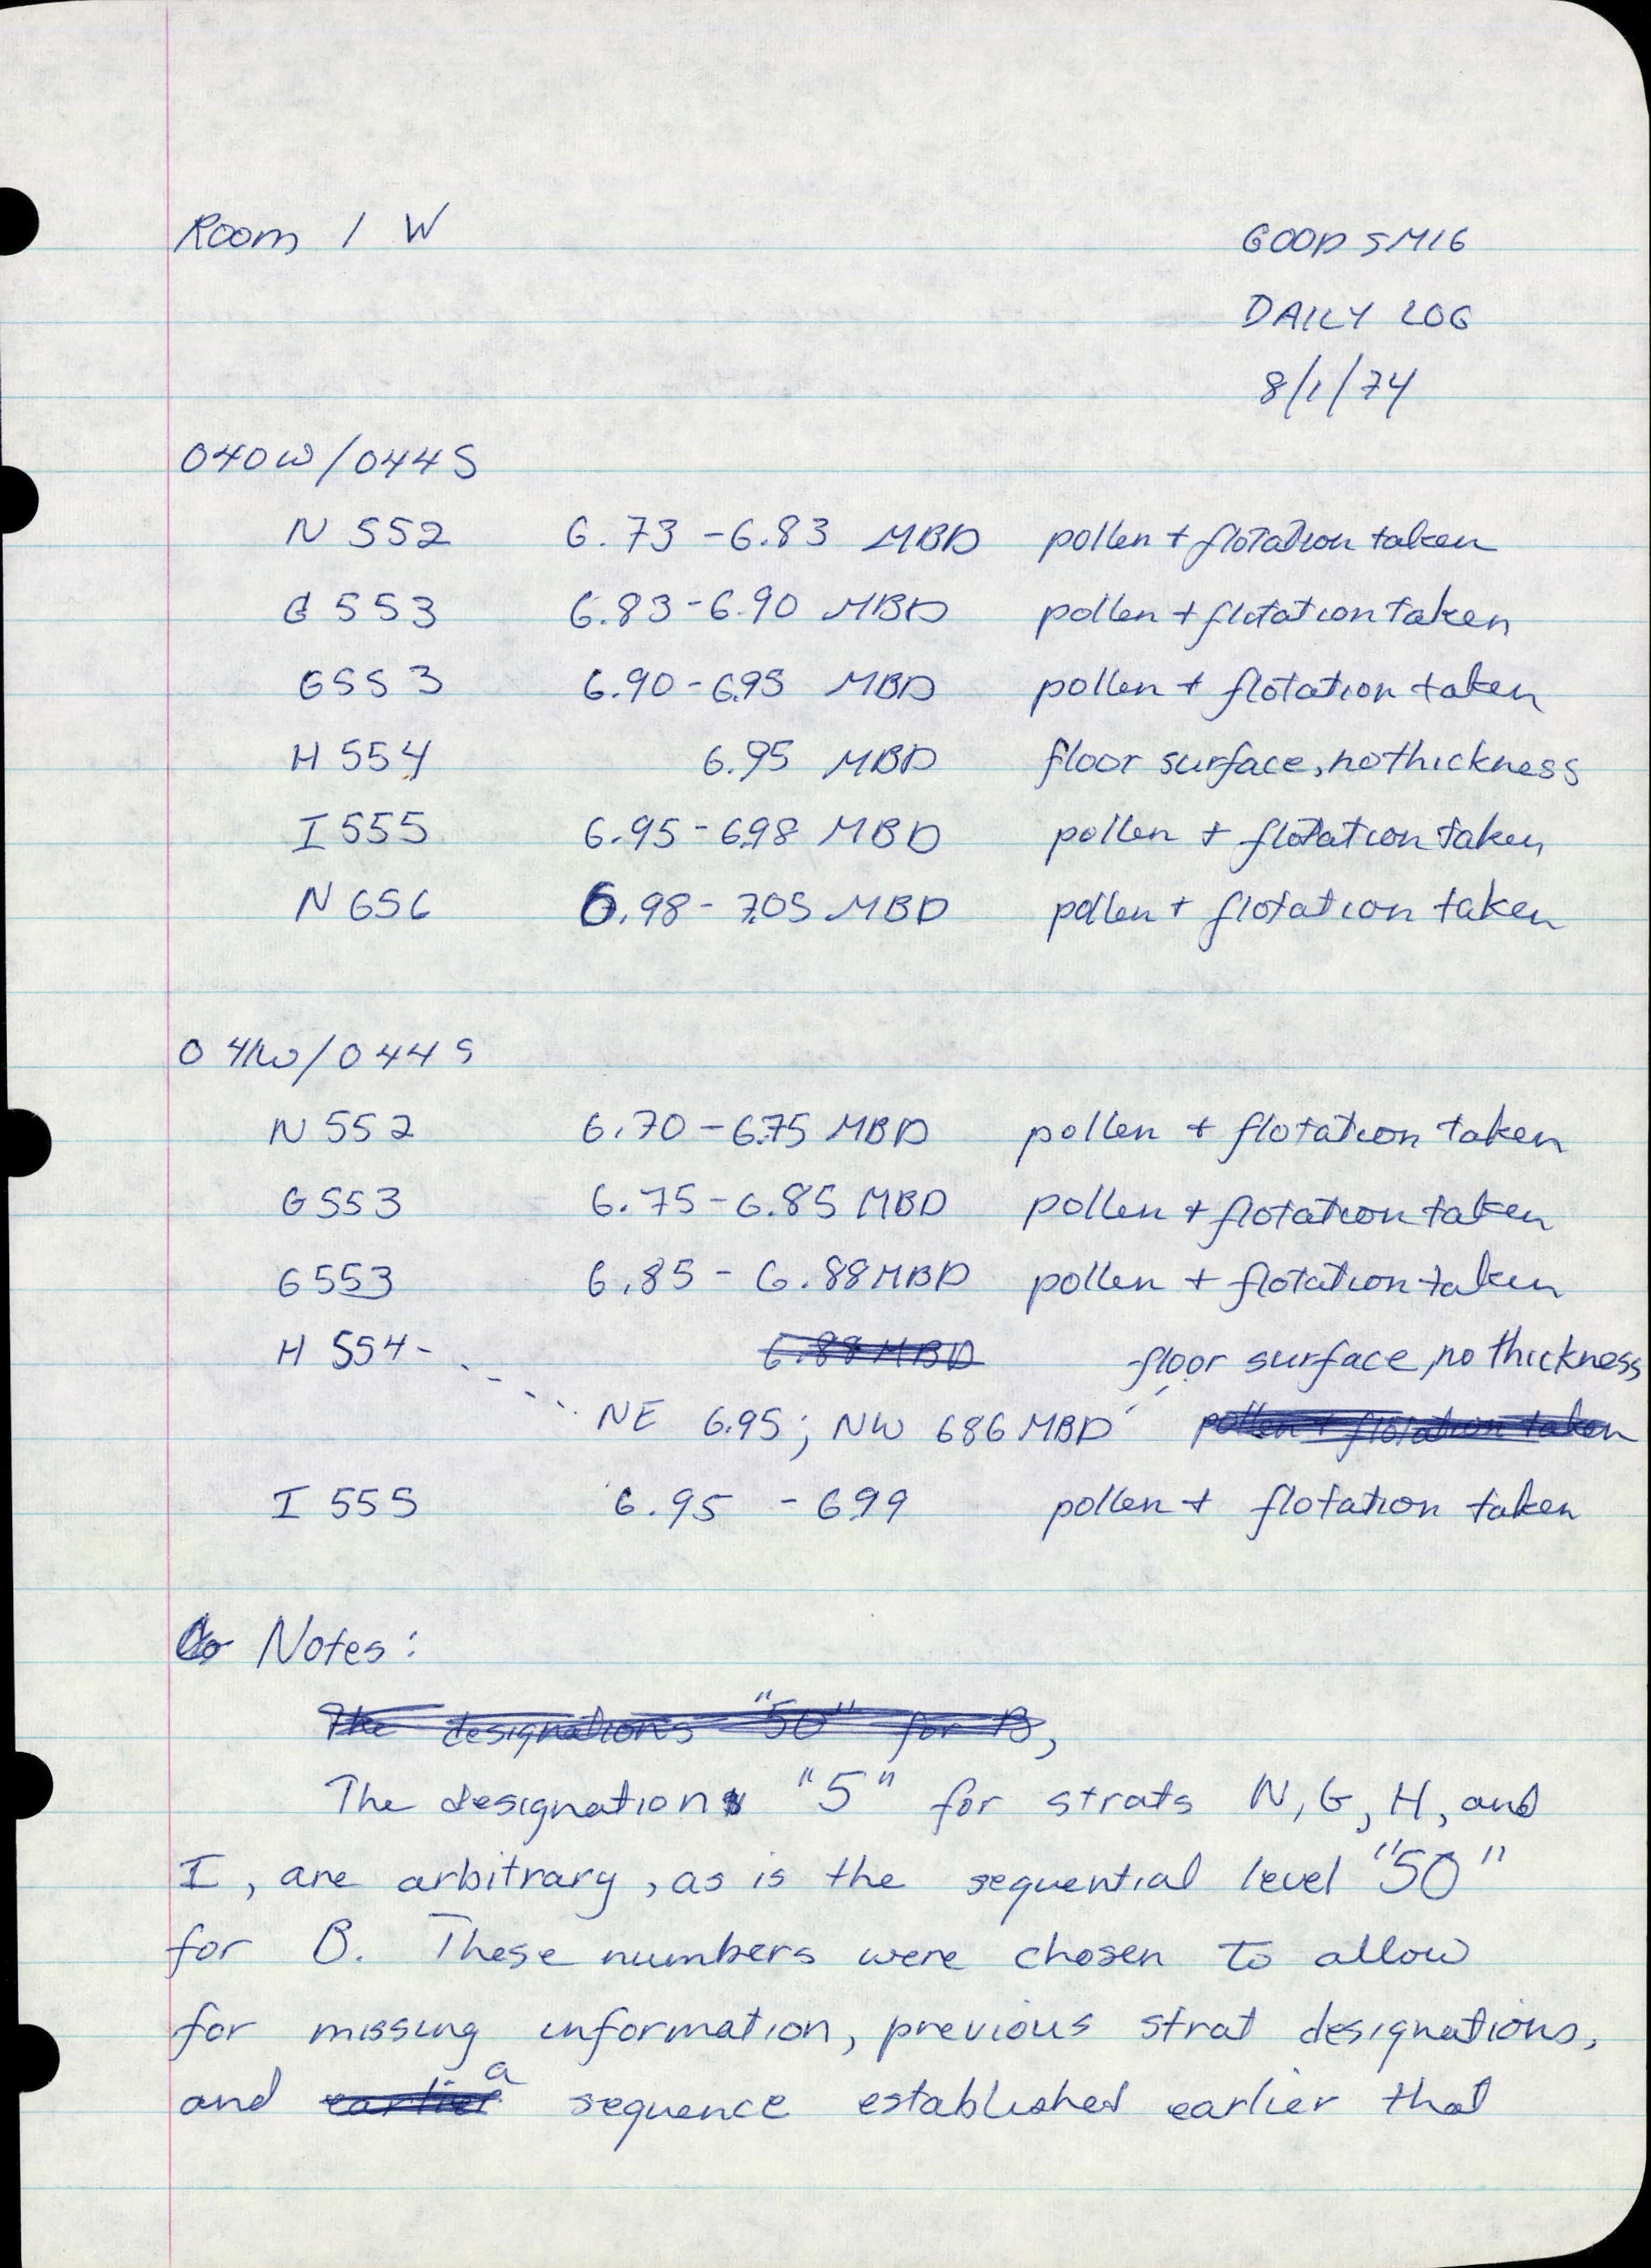 Room 1 W
GOOD SMIG
DAILY LOG
8/1/74
040W/044S
N 552 6.73-6.83 MBD pollen + flotation taken
G 553 6.83-6.90 MBD pollen + flotation taken
G553 6.90-6.95 MBD pollen + flotation taken
H 554 6.95 MBD floor surface, no thickness
I 555 6.95-6.98 MBD pollen + flotation taken
N 656 6.98-7.05 MBD pollen + flotation taken
041W/044S
N 552 6.70-6.75 MBD pollen + flotation taken
G553 6.75-6.85 MBD pollen + flotation taken
G553 6.85-6.88 MBD pollen + flotation taken
H 554 6.88 MBD floor surface, no thickness
NE 6.95; NW 686 MBD pollen + flotation taken
I 555 6.95 - 6.99 pollen + flotation taken
Notes:
The designations "50" for B,
The designation "5" for strats N, G, H, and
I, are arbitrary, as is the sequential level "50"
for B. These numbers were chosen to allow
for missing information, previous strat designations,
and earlier a sequence established earlier that